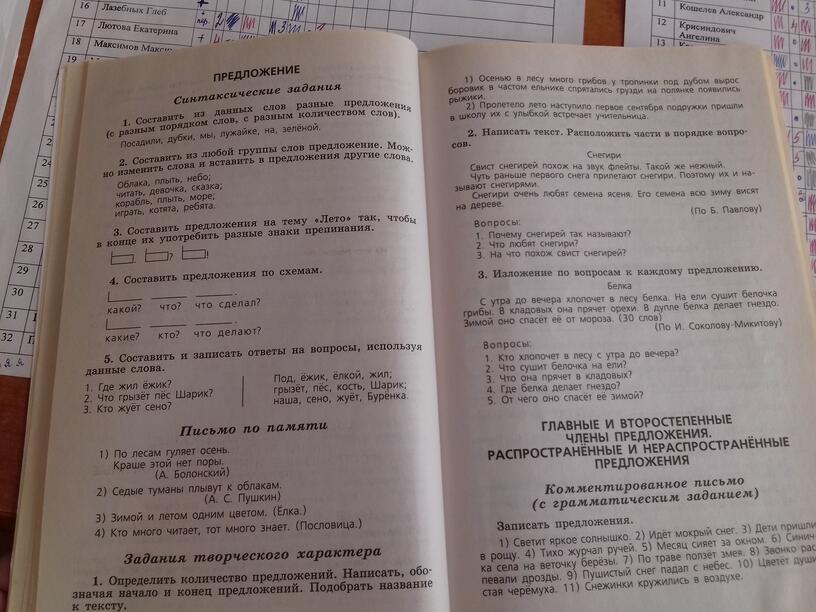 16 Лазебных Глеб
17 Лютова Екатерина
18 Максимов Макси
19
11 Кошелев Александр
12 Крисиндович
Ангелина
13
ПРЕДЛОЖЕНИЕ
Синтаксические задания
1. Составить из данных слов разные предложения
(с разным порядком слов, с разным количеством слов).
Посадили, дубки, мы, лужайке, на, зелёной.
2. Составить из любой группы слов предложение. Мож-
но изменить слова и вставить в предложения другие слова.
Облака, плыть, небо;
читать, девочка, сказка;
корабль, плыть, море;
играть, котята, ребята.
3. Составить предложения на тему «Лето» так, чтобы
в конце их употребить разные знаки препинания.
. ? !
4. Составить предложения по схемам.
какой? что? что сделал?
какие? кто? что делают?
5. Составить и записать ответы на вопросы, используя
данные слова.
1. Где жил ёжик?
2. Что грызёт пёс Шарик?
3. Кто жуёт сено?
Под, ёжик, ёлкой, жил;
грызёт, пёс, кость, Шарик;
наша, сено, жуёт, Бурёнка.
Письмо по памяти
1) По лесам гуляет осень.
Краше этой нет поры.
(А. Болонский)
2) Седые туманы плывут к облакам.
(А. С. Пушкин)
3) Зимой и летом одним цветом. (Ёлка.)
4) Кто много читает, тот много знает. (Пословица.)
Задания творческого характера
1. Определить количество предложений. Написать, обо-
значая начало и конец предложений. Подобрать название
к тексту.
1) Осенью в лесу много грибов у тропинки под дубом вырос
боровик в частом ельнике спрятались грузди на полянке появились
рыжики.
2) Пролетело лето наступило первое сентября подружки пришли
в школу их с улыбкой встречает учительница.
2. Написать текст. Расположить части в порядке вопро-
сов.
Снегири
Свист снегирей похож на звук флейты. Такой же нежный.
Чуть раньше первого снега прилетают снегири. Поэтому их и на-
зывают снегирями.
Снегири очень любят семена ясеня. Его семена всю зиму висят
на дереве.
(По Б. Павлову)
Вопросы:
1. Почему снегирей так называют?
2. Что любят снегири?
3. На что похож свист снегирей?
3. Изложение по вопросам к каждому предложению.
Белка
С утра до вечера хлопочет в лесу белка. На ели сушит белочка
грибы. В кладовых она прячет орехи. В дупле белка делает гнездо.
Зимой оно спасёт её от мороза. (30 слов)
(По И. Соколову-Микитову)
Вопросы:
1. Кто хлопочет в лесу с утра до вечера?
2. Что сушит белочка на ели?
3. Что она прячет в кладовых?
4. Где белка делает гнездо?
5. От чего оно спасёт её зимой?
ГЛАВНЫЕ И ВТОРОСТЕПЕННЫЕ
ЧЛЕНЫ ПРЕДЛОЖЕНИЯ.
РАСПРОСТРАНЁННЫЕ И НЕРАСПРОСТРАНЁННЫЕ
ПРЕДЛОЖЕНИЯ
Комментированное письмо
(с грамматическим заданием)
Записать предложения.
1) Светит яркое солнышко. 2) Идёт мокрый снег. 3) Дети пришли
в рощу. 4) Тихо журчал ручей. 5) Месяц сияет за окном. 6) Синич-
ка села на веточку берёзы. 7) По траве ползёт змея. 8) Звонко рас-
певали дрозды. 9) Пушистый снег падал с небес. 10) Цветет души-
стая черёмуха. 11) Снежинки кружились в воздухе.
24
25
26
27
28
29
30
31
32